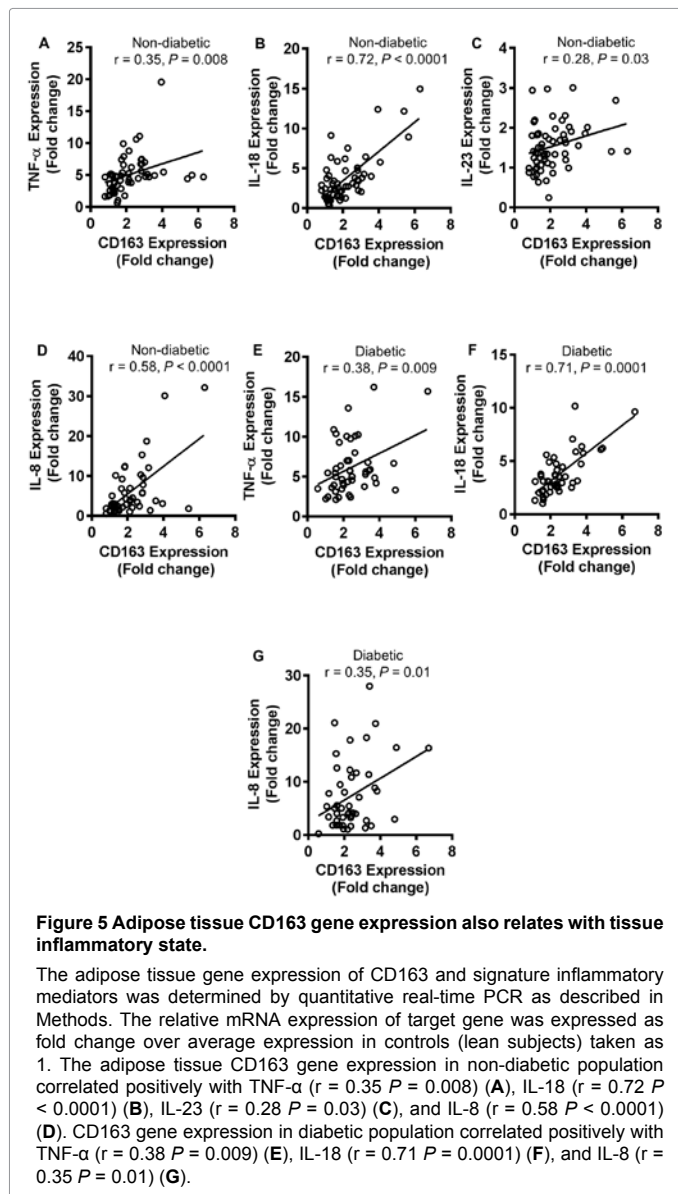 A
Non-diabetic
r = 0.35, P = 0.008
TNF-α Expression
(Fold change)
25
20
15
10
5
0
0 2 4 6 8
CD163 Expression
(Fold change)
B
Non-diabetic
r = 0.72, P < 0.0001
IL-18 Expression
(Fold change)
20
15
10
5
0
0 2 4 6 8
CD163 Expression
(Fold change)
C
Non-diabetic
r = 0.28, P = 0.03
IL-23 Expression
(Fold change)
4
3
2
1
0
0 2 4 6 8
CD163 Expression
(Fold change)
D
Non-diabetic
r = 0.58, P < 0.0001
IL-8 Expression
(Fold change)
40
30
20
10
0
0 2 4 6 8
CD163 Expression
(Fold change)
E
Diabetic
r = 0.38, P = 0.009
TNF-α Expression
(Fold change)
20
15
10
5
0
0 2 4 6 8
CD163 Expression
(Fold change)
F
Diabetic
r = 0.71, P = 0.0001
IL-18 Expression
(Fold change)
15
10
5
0
0 2 4 6 8
CD163 Expression
(Fold change)
G
Diabetic
r = 0.35, P = 0.01
IL-8 Expression
(Fold change)
30
20
10
0
0 2 4 6 8
CD163 Expression
(Fold change)
Figure 5 Adipose tissue CD163 gene expression also relates with tissue
inflammatory state.
The adipose tissue gene expression of CD163 and signature inflammatory
mediators was determined by quantitative real-time PCR as described in
Methods. The relative mRNA expression of target gene was expressed as
fold change over average expression in controls (lean subjects) taken as
1. The adipose tissue CD163 gene expression in non-diabetic population
correlated positively with TNF-α (r = 0.35 P = 0.008) (A), IL-18 (r = 0.72 P
< 0.0001) (B), IL-23 (r = 0.28 P = 0.03) (C), and IL-8 (r = 0.58 P < 0.0001)
(D). CD163 gene expression in diabetic population correlated positively with
TNF-α (r = 0.38 P = 0.009) (E), IL-18 (r = 0.71 P = 0.0001) (F), and IL-8 (r =
0.35 P = 0.01) (G).